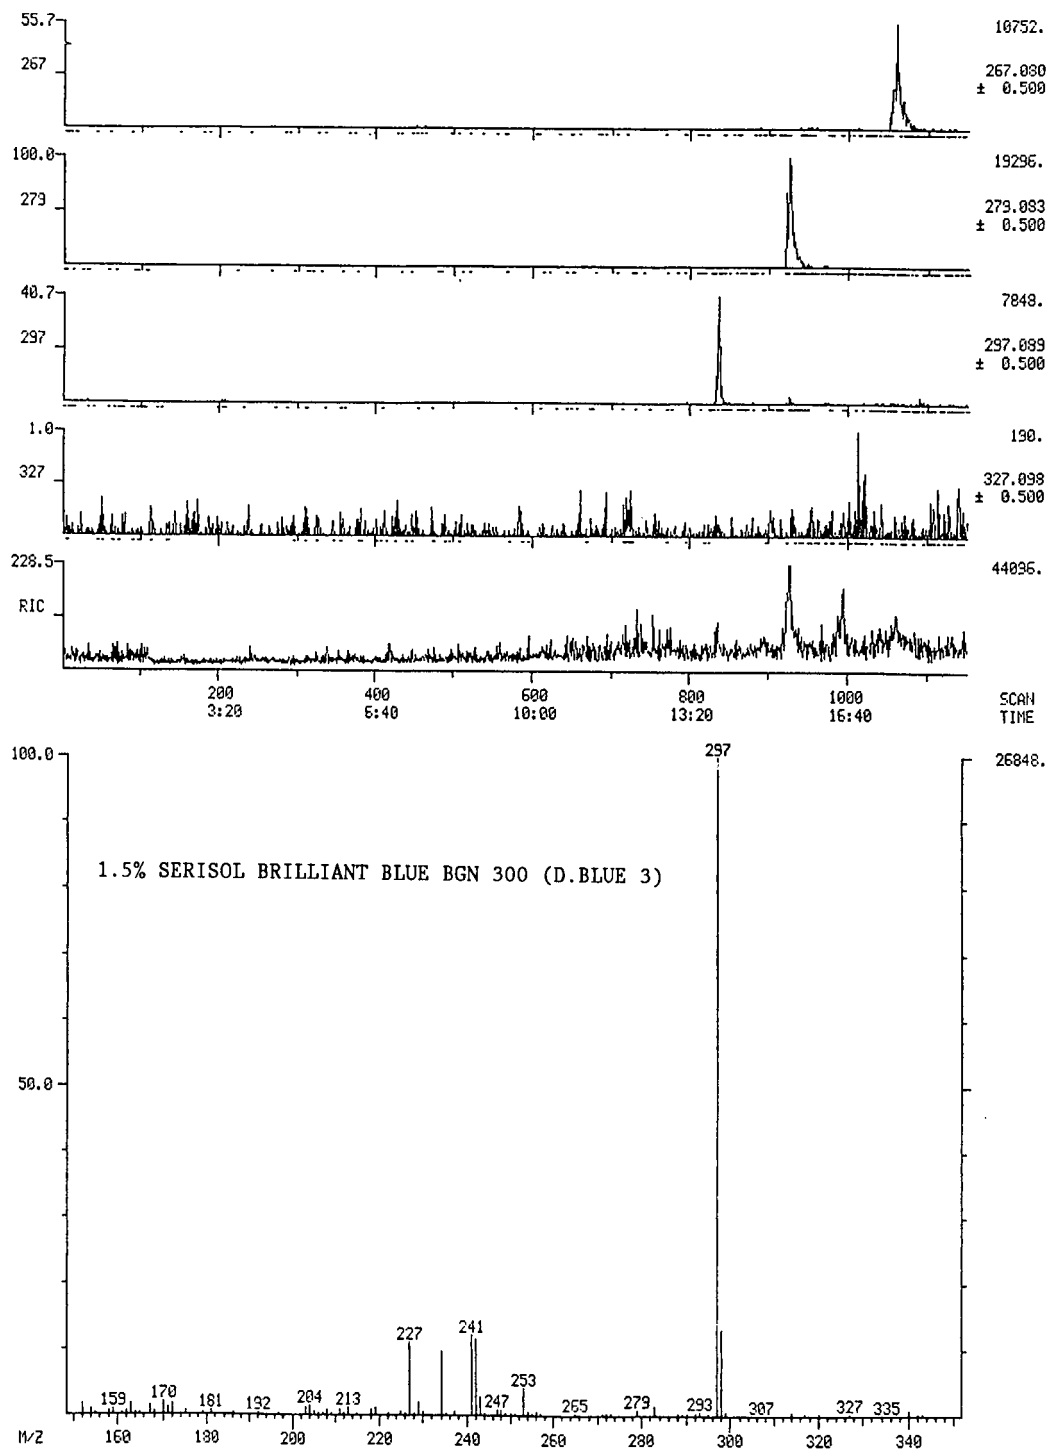 55.7 10752.
267 267.080
± 0.500
100.0 19296.
279 279.083
± 0.500
40.7 7848.
297 297.089
± 0.500
1.0 190.
327 327.098
± 0.500
228.5 44096.
RIC
200 400 600 800 1000 SCAN
3:20 6:40 10:00 13:20 16:40 TIME
100.0 297 26848.
1.5% SERISOL BRILLIANT BLUE BGN 300 (D.BLUE 3)
50.0
227 241
253
159 170 181 192 204 213 247 265 279 293 307 327 335
M/Z 160 180 200 220 240 260 280 300 320 340